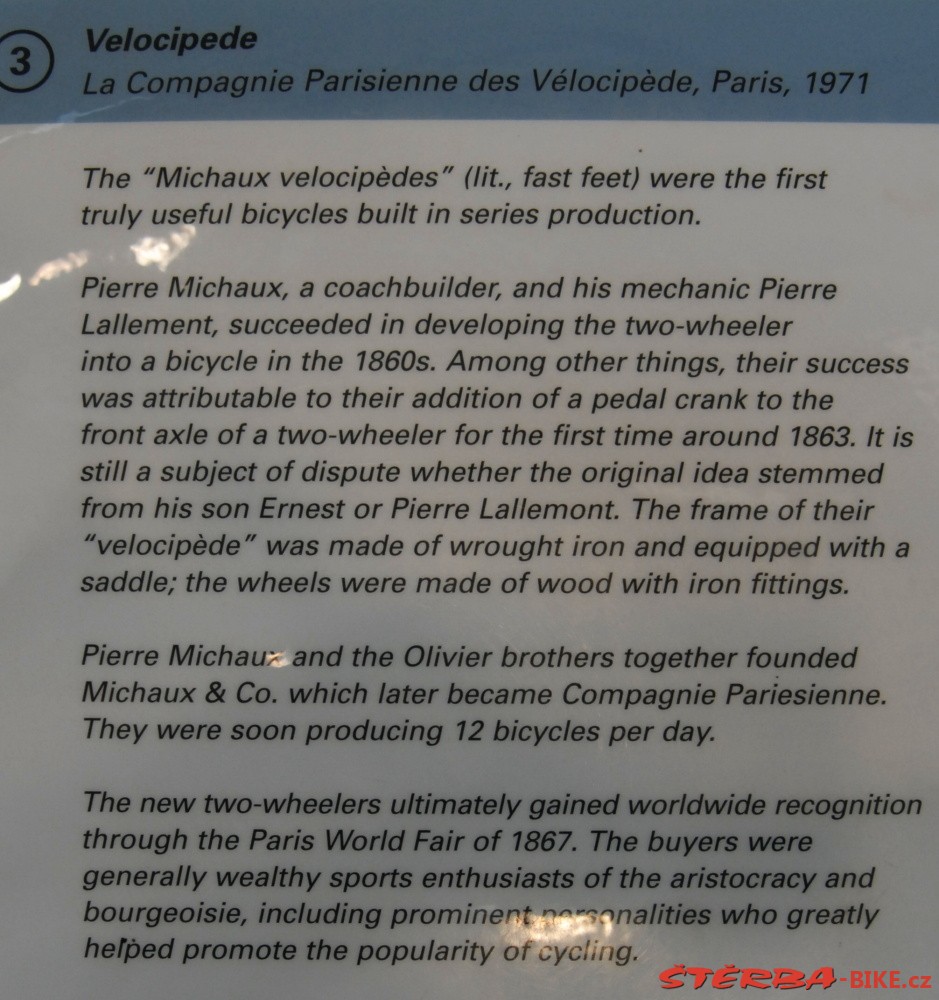 3
Velocipede
La Compagnie Parisienne des Vélocipède, Paris, 1971
The “Michaux velocipèdes” (lit., fast feet) were the first
truly useful bicycles built in series production.
Pierre Michaux, a coachbuilder, and his mechanic Pierre
Lallement, succeeded in developing the two-wheeler
into a bicycle in the 1860s. Among other things, their success
was attributable to their addition of a pedal crank to the
front axle of a two-wheeler for the first time around 1863. It is
still a subject of dispute whether the original idea stemmed
from his son Ernest or Pierre Lallemont. The frame of their
“velocipède” was made of wrought iron and equipped with a
saddle; the wheels were made of wood with iron fittings.
Pierre Michaux and the Olivier brothers together founded
Michaux & Co. which later became Compagnie Pariesienne.
They were soon producing 12 bicycles per day.
The new two-wheelers ultimately gained worldwide recognition
through the Paris World Fair of 1867. The buyers were
generally wealthy sports enthusiasts of the aristocracy and
bourgeoisie, including prominent personalities who greatly
helped promote the popularity of cycling.
ŠTĚRBA-BIKE.cz